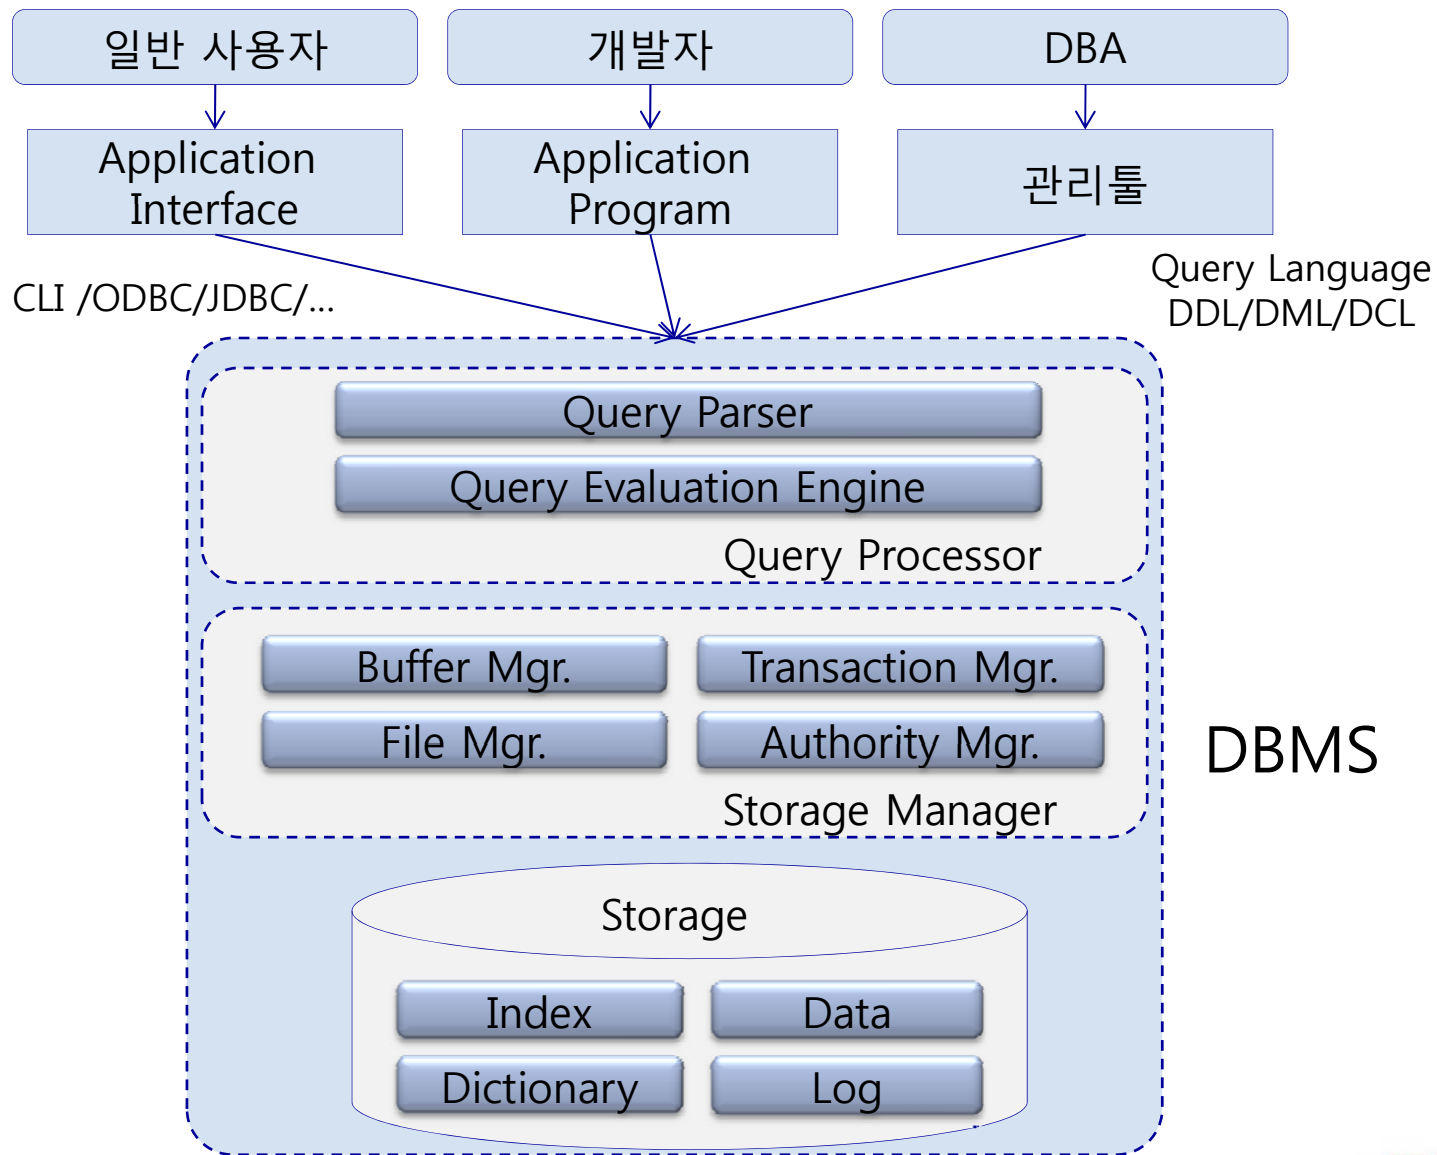 일반 사용자
개발자
DBA
Application
Interface
Application
Program
관리툴
CLI /ODBC/JDBC/...
Query Language
DDL/DML/DCL
Query Parser
Query Evaluation Engine
Query Processor
Buffer Mgr.
Transaction Mgr.
File Mgr.
Authority Mgr.
Storage Manager
DBMS
Storage
Index
Data
Dictionary
Log